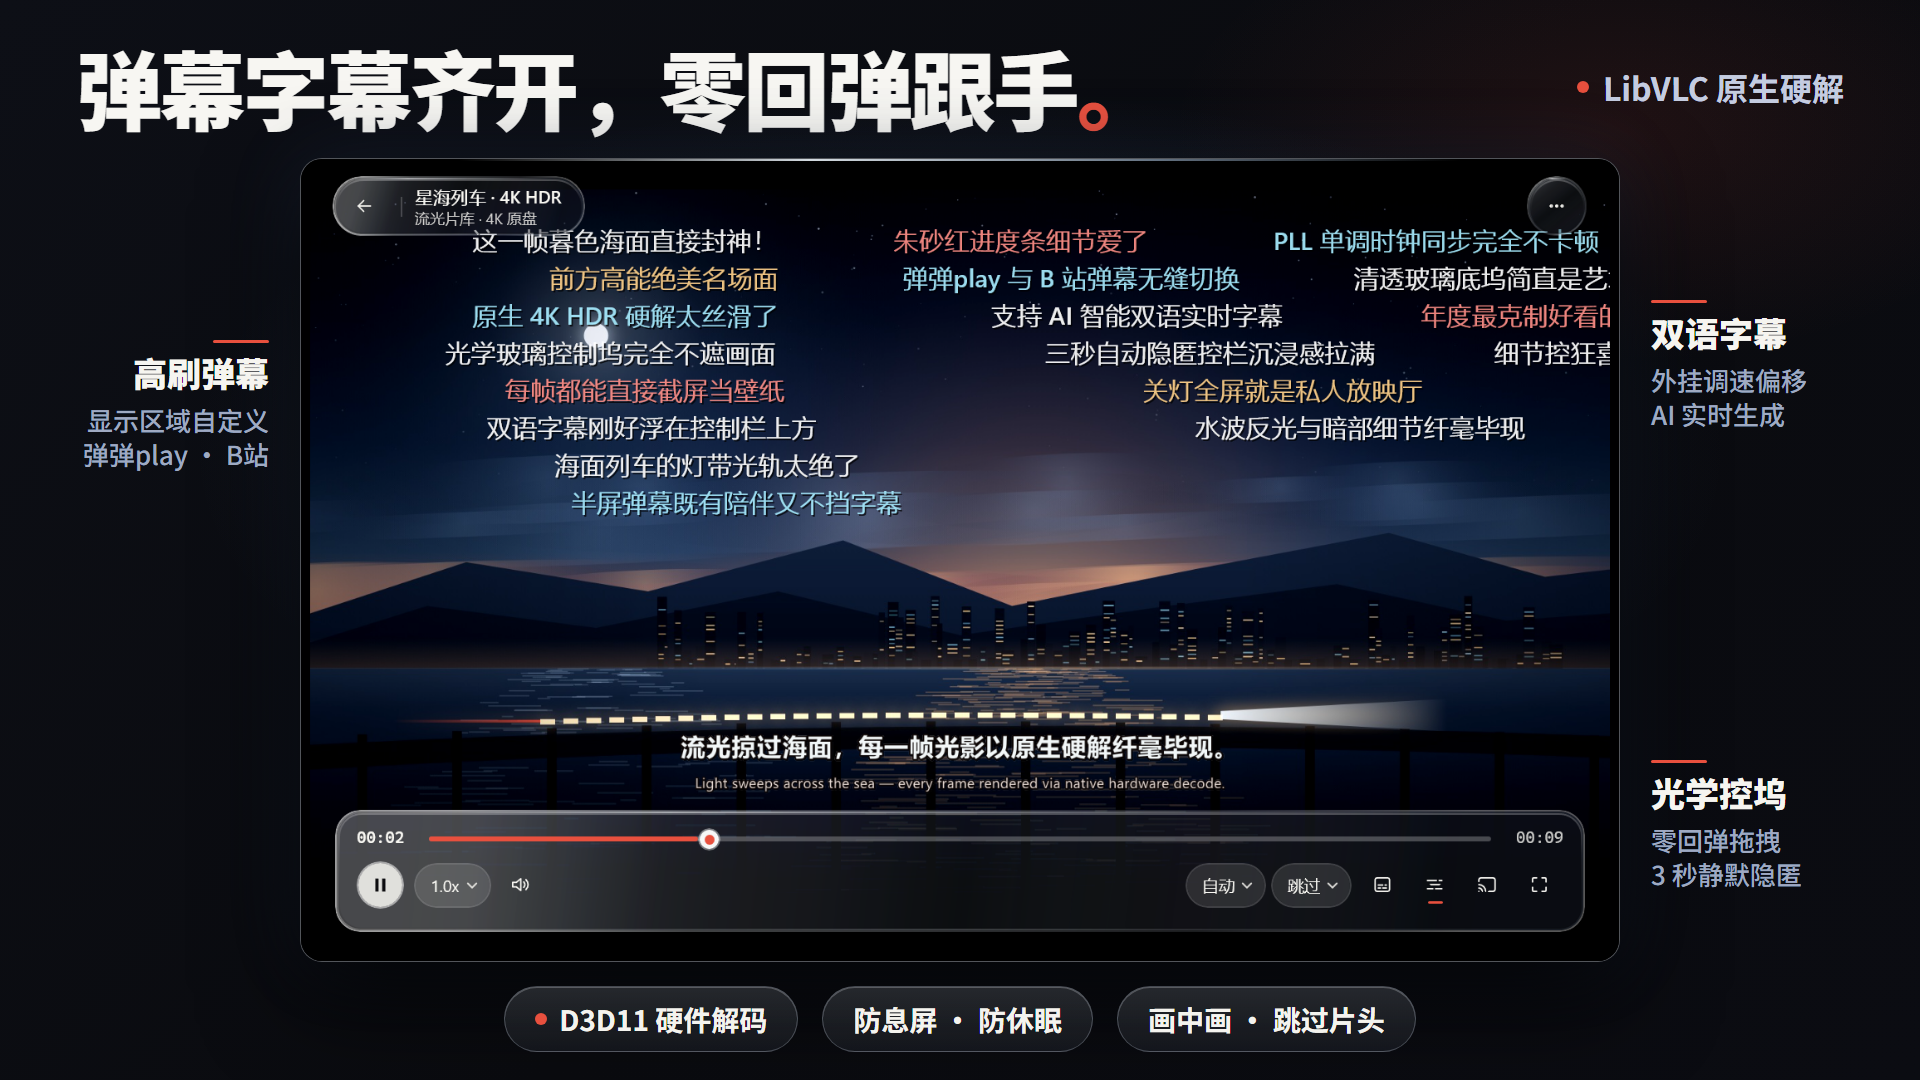 弹幕字幕齐开，零回弹跟手。
LibVLC 原生硬解
星海列车 · 4K HDR
流光片库 · 4K 原盘
这一帧暮色海面直接封神！
朱砂红进度条细节爱了
PLL 单调时钟同步完全不卡顿
前方高能绝美名场面
弹弹play 与 B 站弹幕无缝切换
清透玻璃底坞简直是艺
原生 4K HDR 硬解太丝滑了
支持 AI 智能双语实时字幕
年度最克制好看的
光学玻璃控制坞完全不遮画面
三秒自动隐匿控栏沉浸感拉满
细节控狂喜
每帧都能直接截屏当壁纸
关灯全屏就是私人放映厅
双语字幕刚好浮在控制栏上方
水波反光与暗部细节纤毫毕现
海面列车的灯带光轨太绝了
半屏弹幕既有陪伴又不挡字幕
高刷弹幕
显示区域自定义
弹弹play · B站
双语字幕
外挂调速偏移
AI 实时生成
流光掠过海面，每一帧光影以原生硬解纤毫毕现。
Light sweeps across the sea — every frame rendered via native hardware decode.
光学控坞
零回弹拖拽
3 秒静默隐匿
00:02
00:09
1.0x
自动
跳过
D3D11 硬件解码
防息屏 · 防休眠
画中画 · 跳过片头